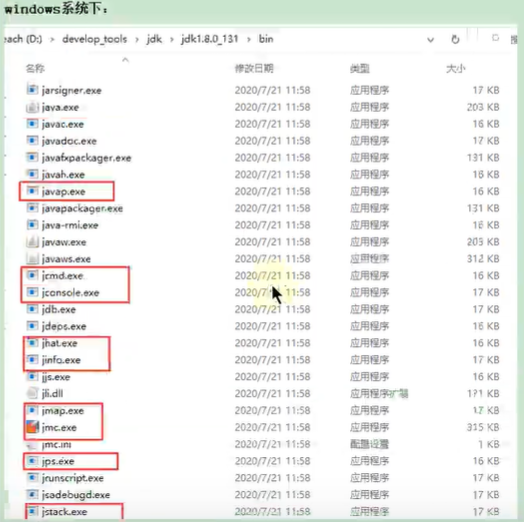 windows系统下：
each (D:) > develop_tools > jdk > jdk1.8.0_131 > bin
名称 修改日期 类型 大小
jarsigner.exe 2020/7/21 11:58 应用程序 17 KB
java.exe 2020/7/21 11:58 应用程序 203 KB
javac.exe 2020/7/21 11:58 应用程序 16 KB
javadoc.exe 2020/7/21 11:58 应用程序 17 KB
javafxpackager.exe 2020/7/21 11:58 应用程序 131 KB
javah.exe 2020/7/21 11:58 应用程序 16 KB
javap.exe 2020/7/21 11:58 应用程序 16 KB
javapackager.exe 2020/7/21 11:58 应用程序 131 KB
java-rmi.exe 2020/7/21 11:58 应用程序 16 KB
javaw.exe 2020/7/21 11:58 应用程序 203 KB
javaws.exe 2020/7/21 11:58 应用程序 312 KB
jcmd.exe 2020/7/21 11:58 应用程序 16 KB
jconsole.exe 2020/7/21 11:58 应用程序 17 KB
jdb.exe 2020/7/21 11:58 应用程序 17 KB
jdeps.exe 2020/7/21 11:58 应用程序 16 KB
jhat.exe 2020/7/21 11:58 应用程序 16 KB
jinfo.exe 2020/7/21 11:58 应用程序 17 KB
jjs.exe 2020/7/21 11:58 应用程序 16 KB
jli.dll 2020/7/21 11:58 应用程序扩展 KB
jmap.exe 2020/7/21 11:58 应用程序 17 KB
jmc.exe 2020/7/21 11:58 应用程序 315 KB
jmc.ini 2020/7/21 11:58 配置设置 1 KB
jps.exe 2020/7/21 11:58 应用程序 16 KB
jrunscript.exe 2020/7/21 11:58 应用程序 17 KB
jsadebugd.exe 2020/7/21 11:58 应用程序 17 KB
jstack.exe 2020/7/21 11:58 应用程序 17 KB